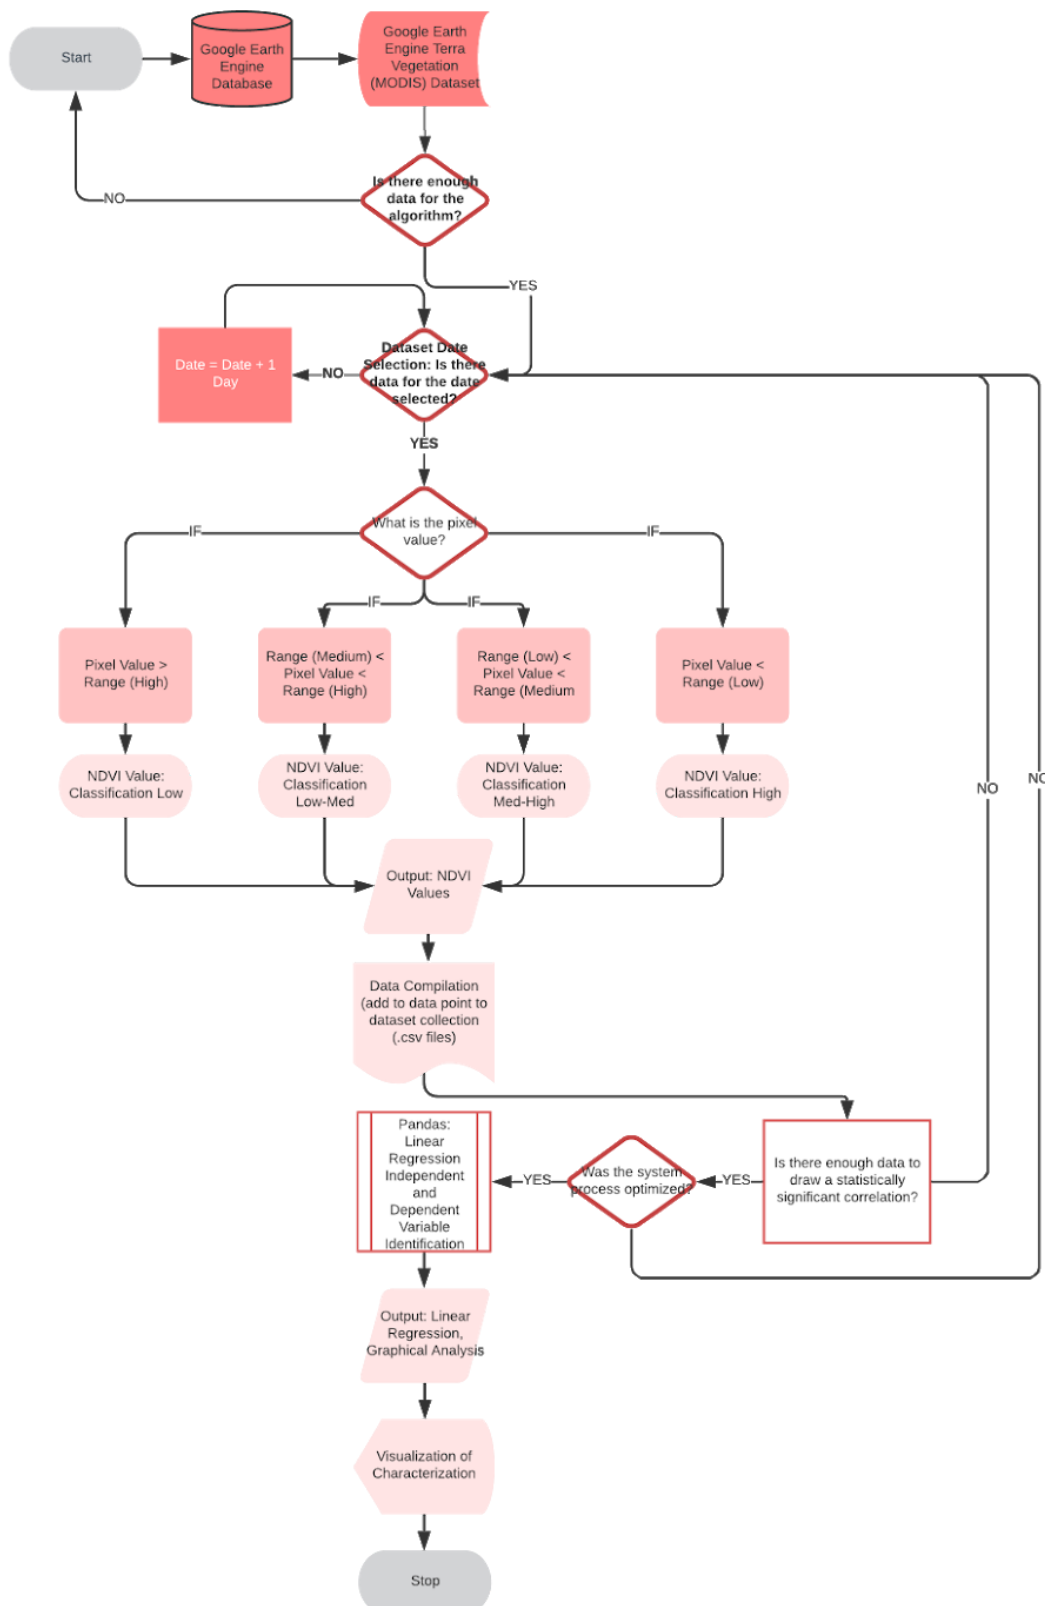 Start
Google Earth
Engine
Database
Google Earth
Engine Terra
Vegetation
(MODIS) Dataset
Is there enough
data for the
algorithm?
NO
YES
Date = Date + 1
Day
NO
Dataset Date
Selection: Is there
data for the date
selected?
YES
What is the pixel
value?
IF
IF
IF
IF
Pixel Value >
Range (High)
Range (Medium) <
Pixel Value <
Range (High)
Range (Low) <
Pixel Value <
Range (Medium
Pixel Value <
Range (Low)
NDVI Value:
Classification Low
NDVI Value:
Classification
Low-Med
NDVI Value:
Classification
Med-High
NDVI Value:
Classification High
NO
NO
Output: NDVI
Values
Data Compilation
(add to data point to
dataset collection
(.csv files)
Pandas:
Linear
Regression
Independent
and
Dependent
Variable
Identification
YES
Was the system
process optimized?
YES
Is there enough data to
draw a statistically
significant correlation?
Output: Linear
Regression,
Graphical Analysis
Visualization of
Characterization
Stop